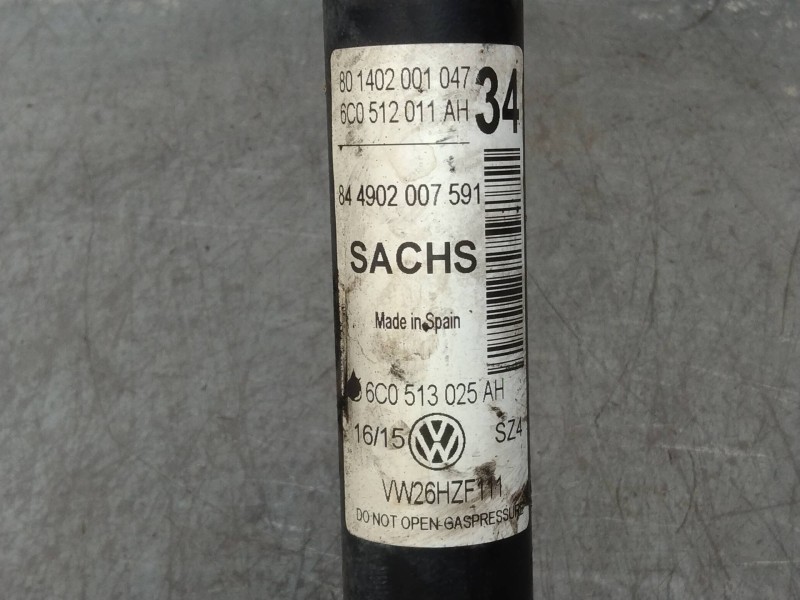 80 1402 001 047
34
6C0 512 011 AH
84 4902 007 591
SACHS
Made in Spain
6C0 513 025 AH
16/15
SZ4
VW26HZF111
DO NOT OPEN-GASPRESSURE